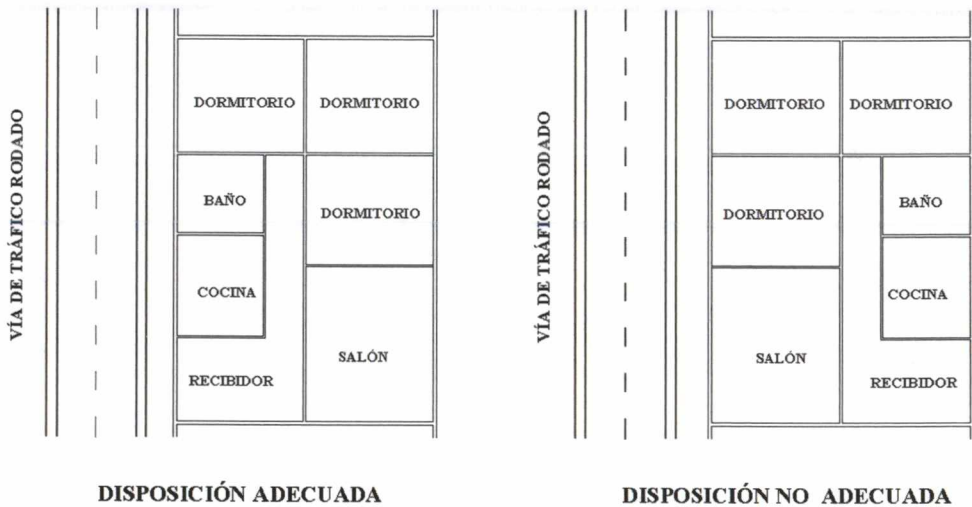 VÍA DE TRÁFICO RODADO
DORMITORIO
DORMITORIO
BAÑO
DORMITORIO
COCINA
SALÓN
RECIBIDOR
DISPOSICIÓN ADECUADA
VÍA DE TRÁFICO RODADO
DORMITORIO
DORMITORIO
DORMITORIO
BAÑO
COCINA
SALÓN
RECIBIDOR
DISPOSICIÓN NO ADECUADA